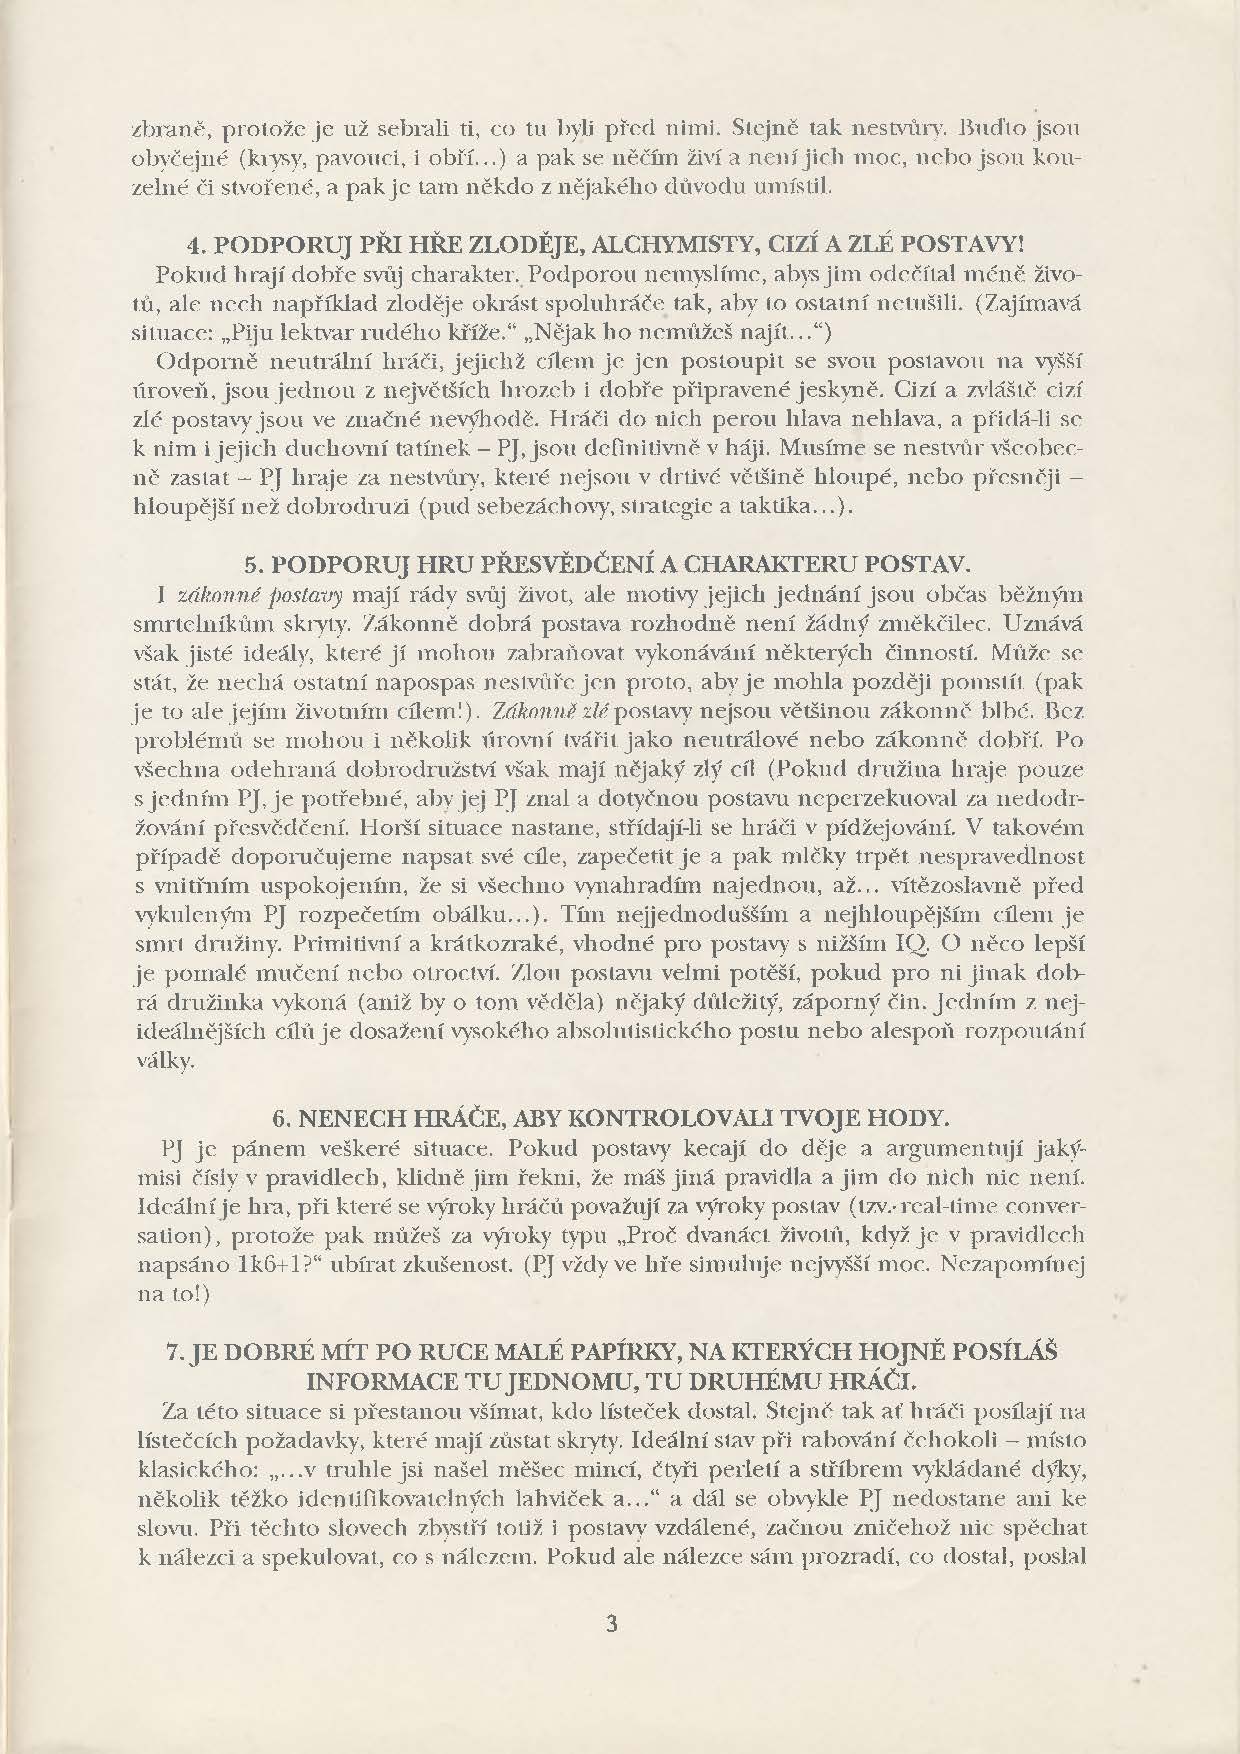 zbraně, protože je už sebrali ti, co tu byli před nimi. Stejně tak nestvůry. Buďto jsou
obyčejné (krysy, pavouci, i obří...) a pak se něčím živí a není jich moc, nebo jsou kou-
zelné či stvořené, a pak je tam někdo z nějakého důvodu umístil.
4. PODPORUJ PŘI HŘE ZLODĚJE, ALCHYMISTY, CIZÍ A ZLÉ POSTAVY!
Pokud hrají dobře svůj charakter. Podporou nemyslíme, abys jim odečítal méně živo-
tů, ale nech například zloděje okrást spoluhráče tak, aby to ostatní netušili. (Zajímavá
situace: „Piju lektvar rudého kříže.“ „Nějak ho nemůžeš najít...“)
Odporně neutrální hráči, jejichž cílem je jen postoupit se svou postavou na vyšší
úroveň, jsou jednou z největších hrozeb i dobře připravené jeskyně. Cizí a zvláště cizí
zlé postavy jsou ve značné nevýhodě. Hráči do nich perou hlava nehlava, a přidá-li se
k nim i jejich duchovní tatínek – PJ, jsou definitivně v háji. Musíme se nestvůr všeobec-
ně zastat – PJ hraje za nestvůry, které nejsou v drtivé většině hloupé, nebo přesněji –
hloupější než dobrodruzi (pud sebezáchovy, strategie a taktika...).
5. PODPORUJ HRU PŘESVĚDČENÍ A CHARAKTERU POSTAV.
I zákonné postavy mají rády svůj život, ale motivy jejich jednání jsou občas běžným
smrtelníkům skryty. Zákonně dobrá postava rozhodně není žádný změkčilec. Uznává
však jisté ideály, které jí mohou zabraňovat vykonávání některých činností. Může se
stát, že nechá ostatní napospas nestvůře jen proto, aby je mohla později pomstít (pak
je to ale jejím životním cílem!). Zákonně zlé postavy nejsou většinou zákonně blbé. Bez
problémů se mohou i několik úrovní tvářit jako neutrálové nebo zákonně dobří. Po
všechna odehraná dobrodružství však mají nějaký zlý cíl (Pokud družina hraje pouze
s jedním PJ, je potřebné, aby jej PJ znal a dotyčnou postavu neperzekuoval za nedodr-
žování přesvědčení. Horší situace nastane, střídají-li se hráči v pídžejování. V takovém
případě doporučujeme napsat své cíle, zapečetit je a pak mlčky trpět nespravedlnost
s vnitřním uspokojením, že si všechno vynahradím najednou, až... vítězoslavně před
vykuleným PJ rozpečetím obálku...). Tím nejjednodušším a nejhloupějším cílem je
smrt družiny. Primitivní a krátkozraké, vhodné pro postavy s nižším IQ. O něco lepší
je pomalé mučení nebo otroctví. Zlou postavu velmi potěší, pokud pro ni jinak dob-
rá družinka vykoná (aniž by o tom věděla) nějaký důležitý, záporný čin. Jedním z nej-
ideálnějších cílů je dosažení vysokého absolutistického postu nebo alespoň rozpoutání
války.
6. NENECH HRÁČE, ABY KONTROLOVALI TVOJE HODY.
PJ je pánem veškeré situace. Pokud postavy kecají do děje a argumentují jaký-
misi čísly v pravidlech, klidně jim řekni, že máš jiná pravidla a jim do nich nic není.
Ideální je hra, při které se výroky hráčů považují za výroky postav (tzv. real-time conver-
sation), protože pak můžeš za výroky typu „Proč dvanáct životů, když je v pravidlech
napsáno 1k6+1?“ ubírat zkušenost. (PJ vždy ve hře simuluje nejvyšší moc. Nezapomínej
na to!)
7. JE DOBRÉ MÍT PO RUCE MALÉ PAPÍRKY, NA KTERÝCH HOJNĚ POSÍLÁŠ
INFORMACE TU JEDNOMU, TU DRUHÉMU HRÁČI.
Za této situace si přestanou všímat, kdo lísteček dostal. Stejně tak ať hráči posílají na
lístečcích požadavky, které mají zůstat skryty. Ideální stav při rabování čehokoli – místo
klasického: „...v truhle jsi našel měšec mincí, čtyři perletí a stříbrem vykládané dýky,
několik těžko identifikovatelných lahviček a...“ a dál se obvykle PJ nedostane ani ke
slovu. Při těchto slovech zbystří totiž i postavy vzdálené, začnou zničehož nic spěchat
k nálezci a spekulovat, co s nálezem. Pokud ale nálezce sám prozradí, co dostal, poslal
3